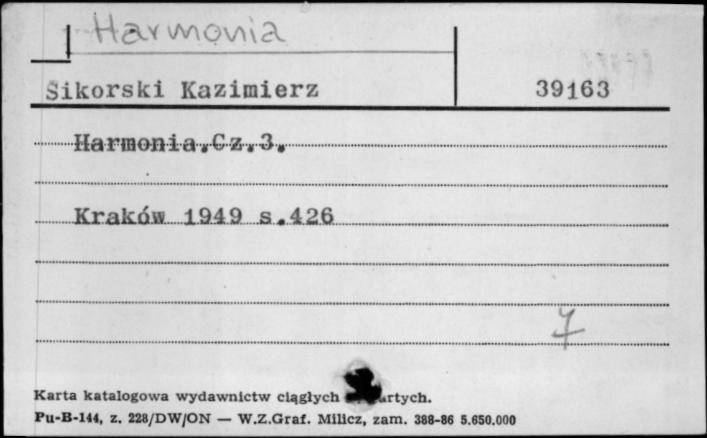 Harmonia
Sikorski Kazimierz 39163
Harmonia.Cz.3.
Kraków 1949 s.426
Karta katalogowa wydawnictw ciągłych
Pu-B-144, z. 228/DW/ON — W.Z.Graf. Milicz, zam. 388-86 5.650.000